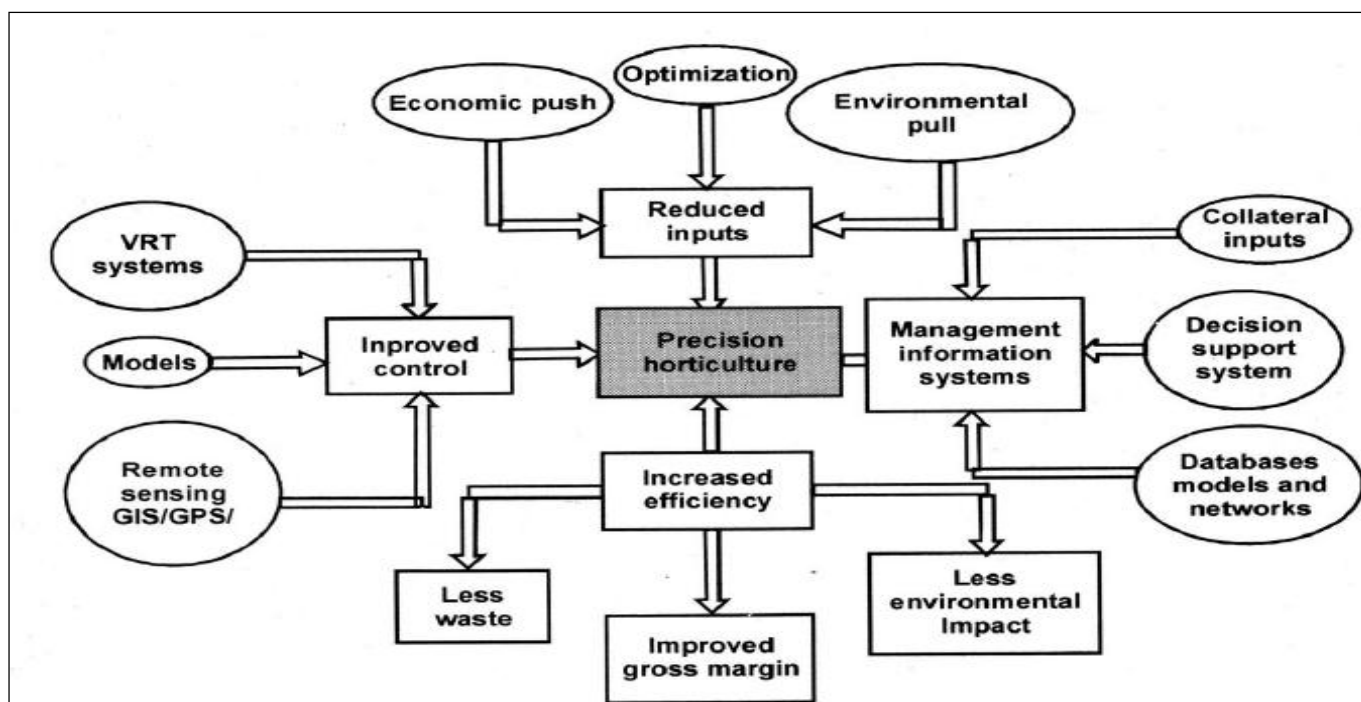 Optimization
Economic push
Environmental
pull
Reduced
inputs
Collateral
inputs
VRT
systems
Models
Inproved
control
Precision
horticulture
Management
information
systems
Decision
support
system
Remote
sensing
GIS/GPS/
Increased
efficiency
Databases
models and
networks
Less
waste
Improved
gross margin
Less
environmental
Impact